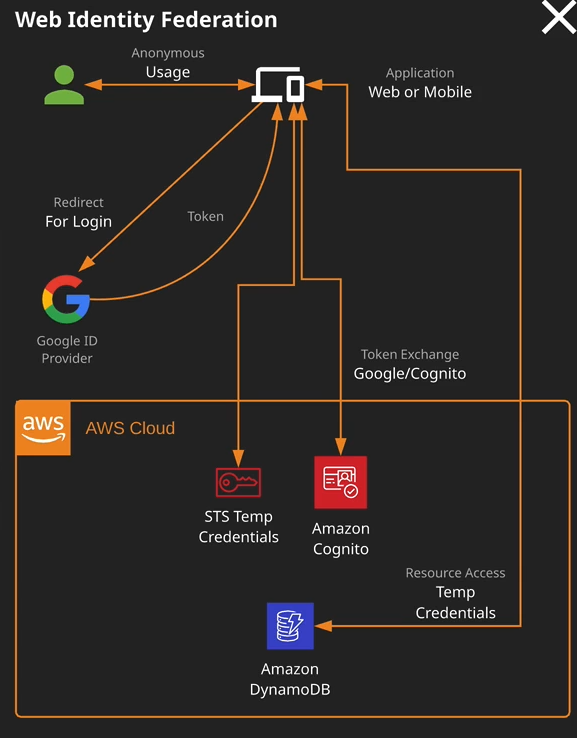 Web Identity Federation
Anonymous
Usage
Application
Web or Mobile
Redirect
For Login
Token
Google ID
Provider
Token Exchange
Google/Cognito
aws
AWS Cloud
STS Temp
Credentials
Amazon
Cognito
Resource Access
Temp
Credentials
Amazon
DynamoDB